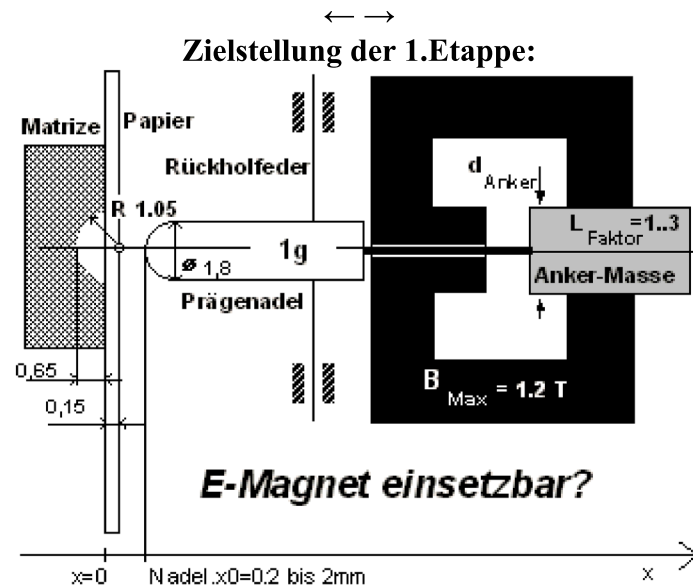 ← →
Zielstellung der 1.Etappe:
Matrize
Papier
Rückholfeder
d Anker
R 1.05
L Faktor =1..3
1g
ø 1,8
Anker-Masse
Prägenadel
0,65
0,15
B Max = 1.2 T
E-Magnet einsetzbar?
x=0
Nadel.x0=0.2 bis 2mm
x